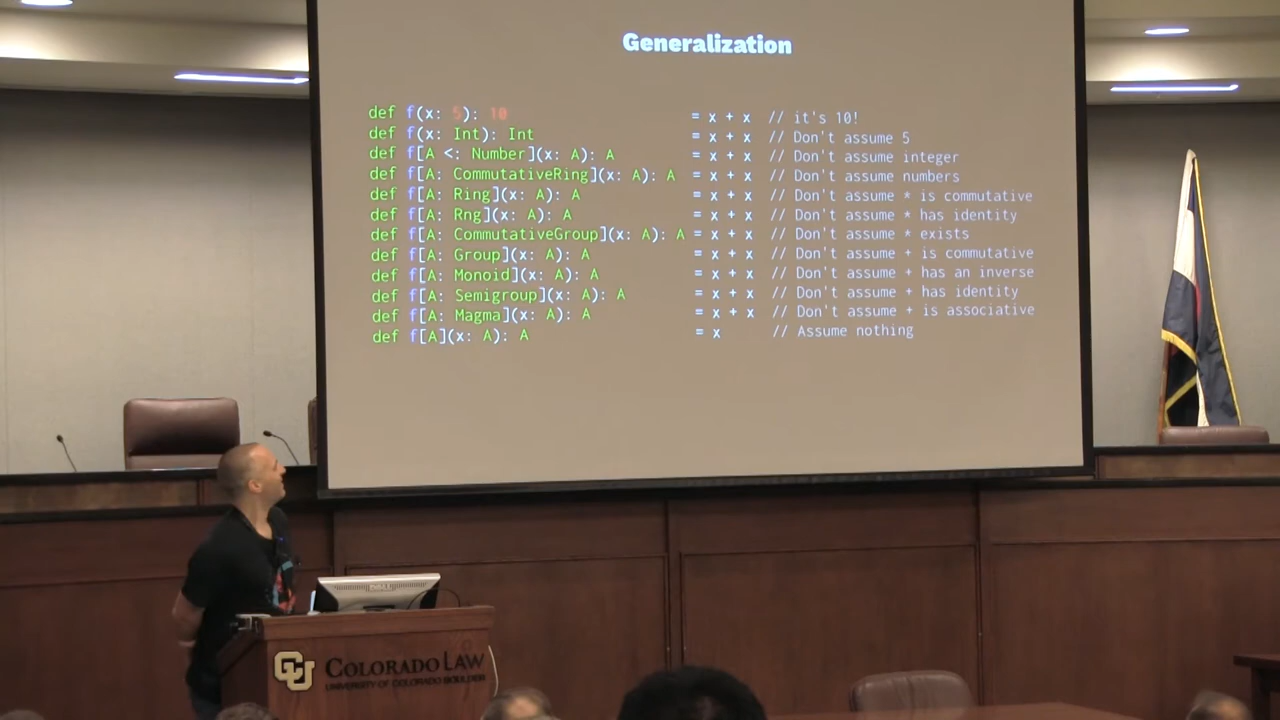 Generalization
def f(x: 5): 10 = x + x // it's 10!
def f(x: Int): Int = x + x // Don't assume 5
def f[A <: Number](x: A): A = x + x // Don't assume integer
def f[A: CommutativeRing](x: A): A = x + x // Don't assume numbers
def f[A: Ring](x: A): A = x + x // Don't assume * is commutative
def f[A: Rng](x: A): A = x + x // Don't assume * has identity
def f[A: CommutativeGroup](x: A): A = x + x // Don't assume * exists
def f[A: Group](x: A): A = x + x // Don't assume + is commutative
def f[A: Monoid](x: A): A = x + x // Don't assume + has an inverse
def f[A: Semigroup](x: A): A = x + x // Don't assume + has identity
def f[A: Magma](x: A): A = x + x // Don't assume + is associative
def f[A](x: A): A = x // Assume nothing
CU COLORADO LAW
UNIVERSITY OF COLORADO BOULDER